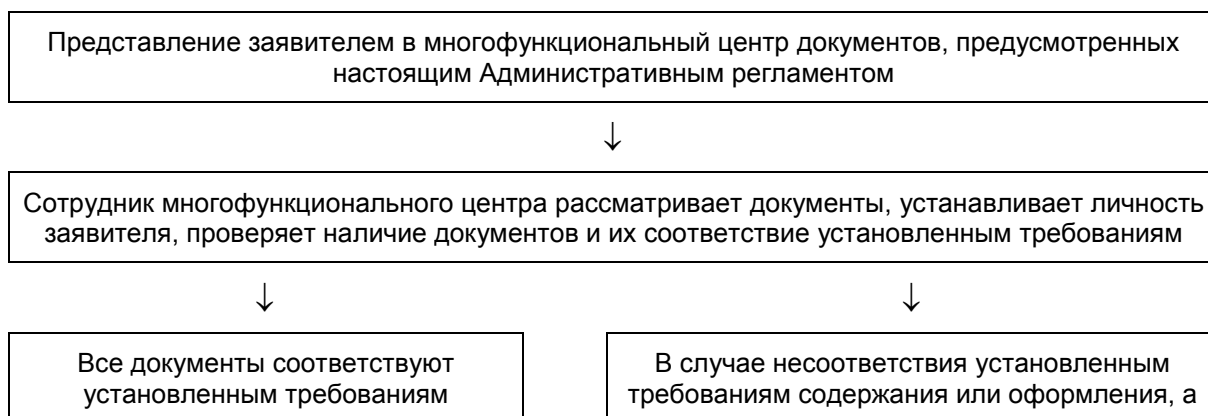 Представление заявителем в многофункциональный центр документов, предусмотренных
настоящим Административным регламентом
↓
Сотрудник многофункционального центра рассматривает документы, устанавливает личность
заявителя, проверяет наличие документов и их соответствие установленным требованиям
↓ ↓
Все документы соответствуют
установленным требованиям
В случае несоответствия установленным
требованиям содержания или оформления, а